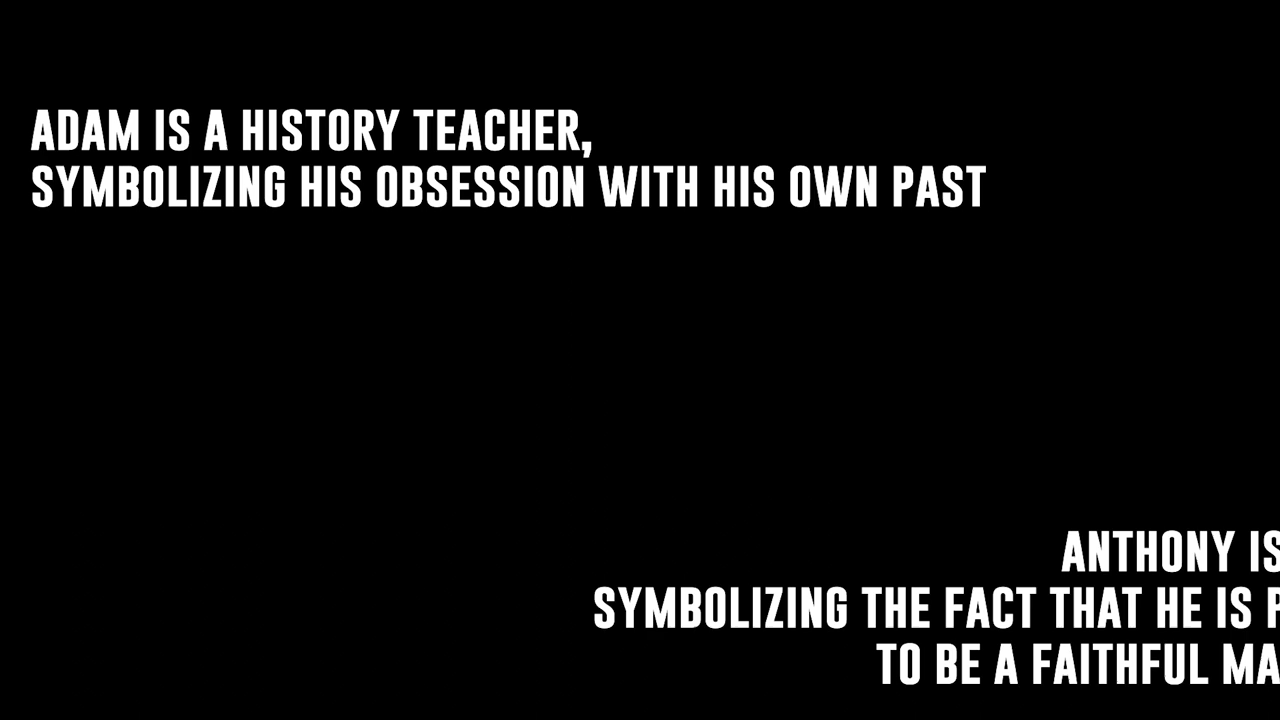 ADAM IS A HISTORY TEACHER,
SYMBOLIZING HIS OBSESSION WITH HIS OWN PAST
ANTHONY IS
SYMBOLIZING THE FACT THAT HE IS
TO BE A FAITHFUL